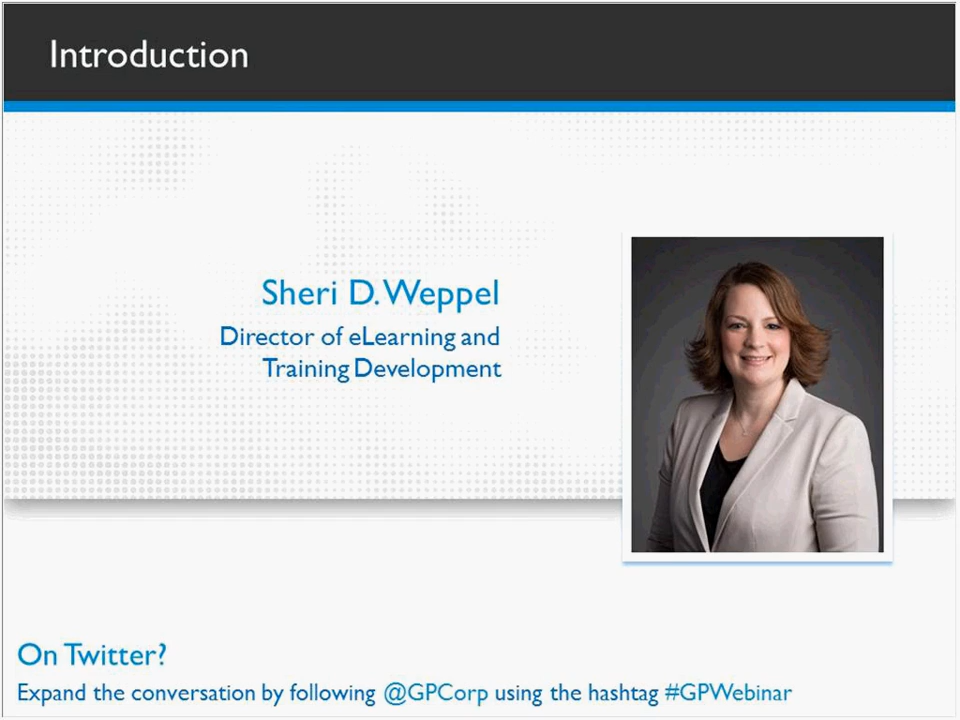 Introduction
Sheri D. Weppel
Director of eLearning and
Training Development
On Twitter?
Expand the conversation by following @GPCorp using the hashtag #GPWebinar